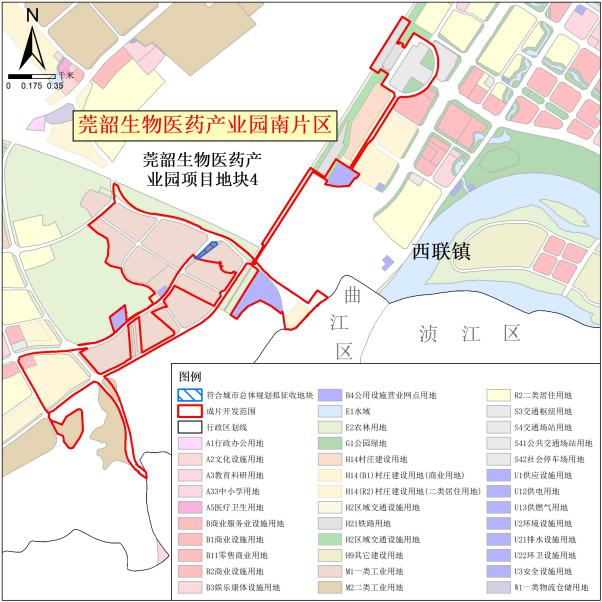 N
千米
0 0.175 0.35
莞韶生物医药产业园南片区
莞韶生物医药产
业园项目地块4
西联镇
曲
江
区
浈 江 区
图例
符合城市总体规划拟征收地块
成片开发范围
行政区划线
A1行政办公用地
A2文化设施用地
A3教育科研用地
A33中小学用地
A5医疗卫生用地
B商业服务业设施用地
B1商业设施用地
B11零售商业用地
B2商务设施用地
B3娱乐康体设施用地
B4公用设施营业网点用地
E1水域
E2农林用地
G1公园绿地
H14村庄建设用地
H14(B1)村庄建设用地(商业用地)
H14(R2)村庄建设用地(二类居住用地)
H2区域交通设施用地
H21铁路用地
H2区域交通设施用地
H9其它建设用地
M1一类工业用地
M2二类工业用地
R2二类居住用地
S3交通枢纽用地
S4交通场站用地
S41公共交通场站用地
S42社会停车场用地
U1供应设施用地
U12供电用地
U13供燃气用地
U2环境设施用地
U21排水设施用地
U22环卫设施用地
U3安全设施用地
W1一类物流仓储用地